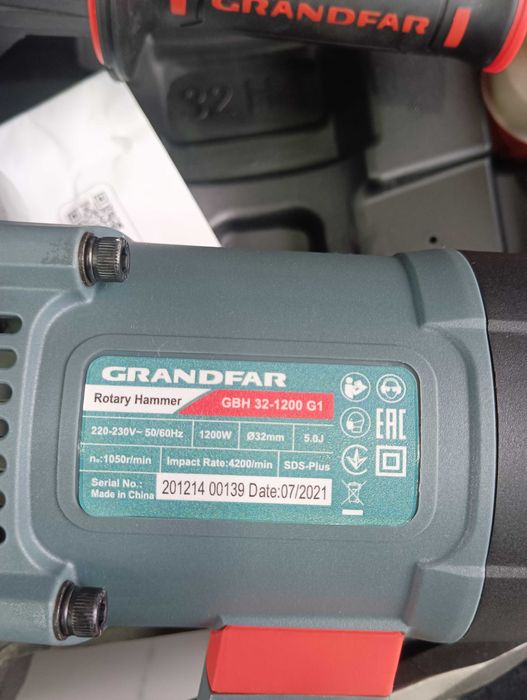 GRANDFAR
32
GRANDFAR
Rotary Hammer GBH 32-1200 G1
220-230V~ 50/60Hz 1200W Ø32mm 5.0J
n₀:1050r/min Impact Rate:4200/min SDS-Plus
Serial No.: 201214 00139 Date:07/2021
Made in China
EAC